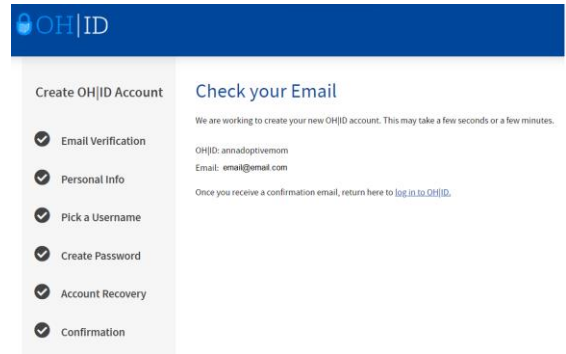 OH|ID
Create OH|ID Account
Email Verification
Personal Info
Pick a Username
Create Password
Account Recovery
Confirmation
Check your Email
We are working to create your new OH|ID account. This may take a few seconds or a few minutes.
OH|ID: annadoptivemom
Email: email@email.com
Once you receive a confirmation email, return here to log in to OH|ID.